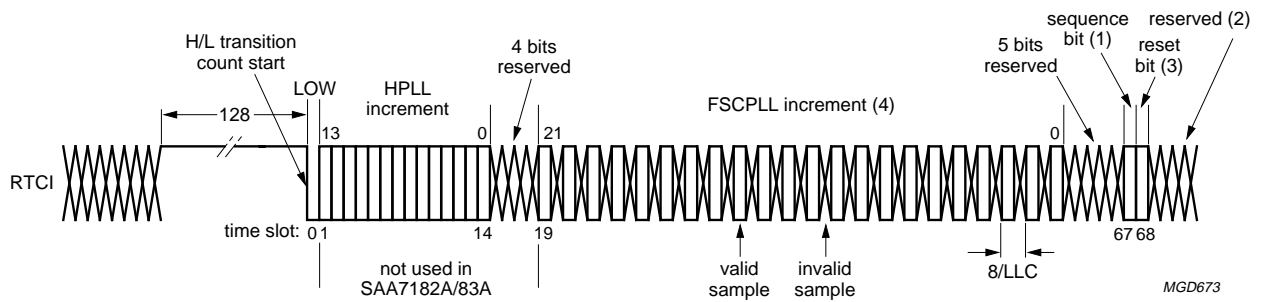 H/L transition
count start
LOW
128
13
HPLL
increment
0
4 bits
reserved
21
FSCPLL increment (4)
0
5 bits
reserved
sequence
bit (1)
reserved (2)
reset
bit (3)
RTCI
time slot:
0 1
14
19
67 68
not used in
SAA7182A/83A
valid
sample
invalid
sample
8/LLC
MGD673